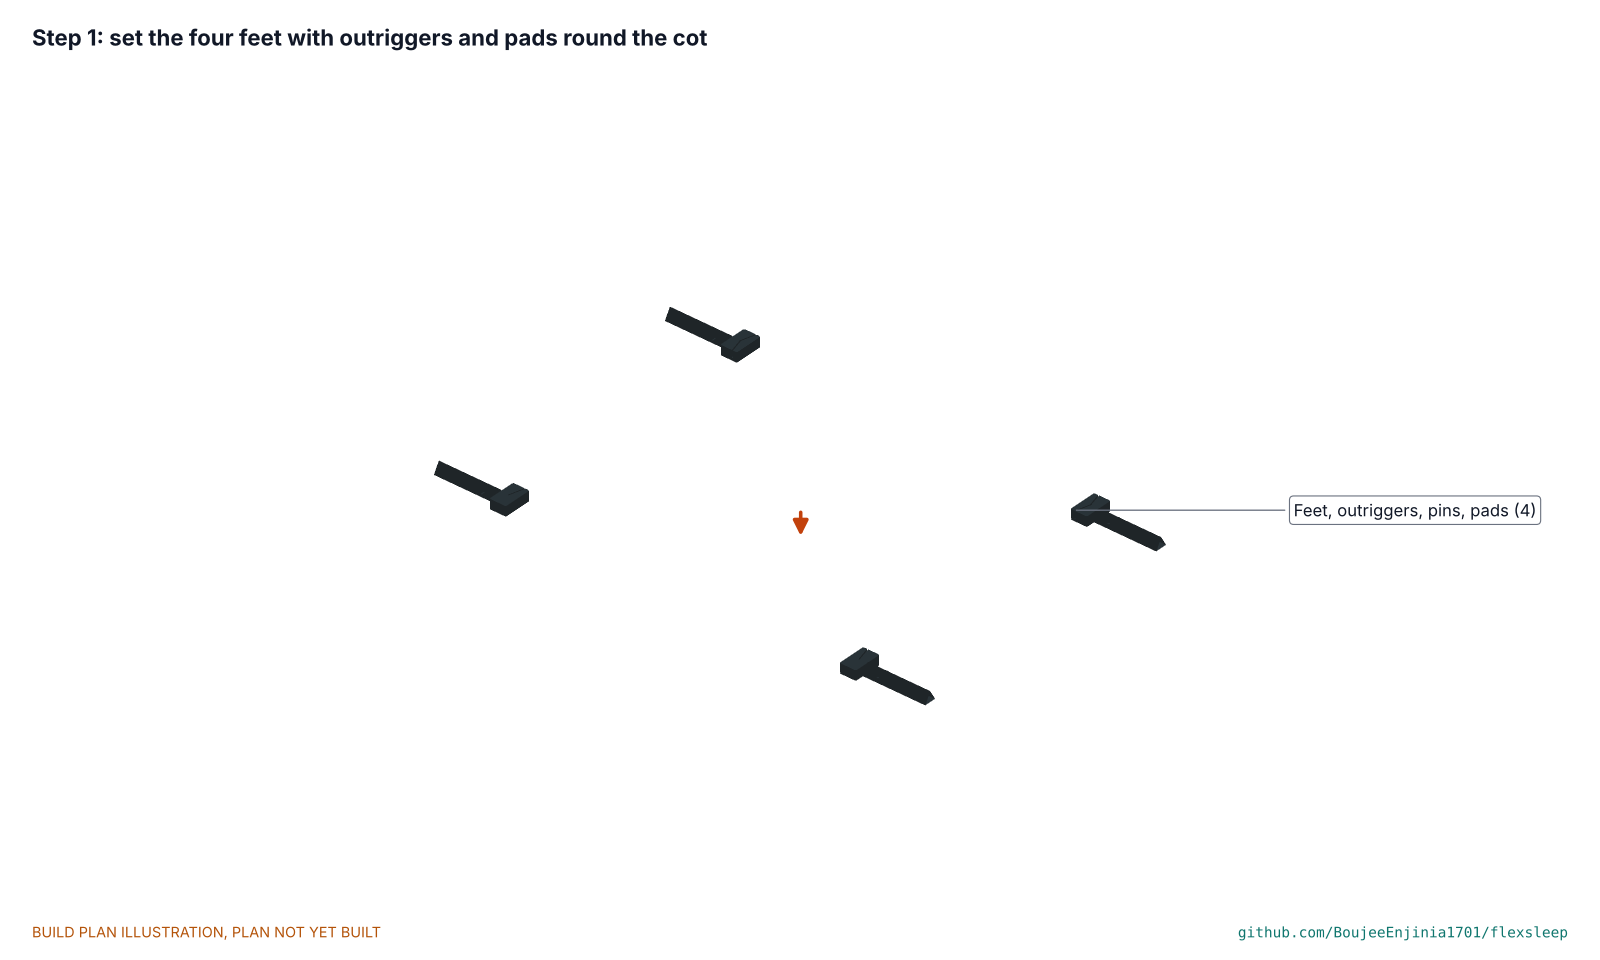 Step 1: set the four feet with outriggers and pads round the cot
Feet, outriggers, pins, pads (4)
BUILD PLAN ILLUSTRATION, PLAN NOT YET BUILT
github.com/BoujeeEnjinia1701/flexsleep